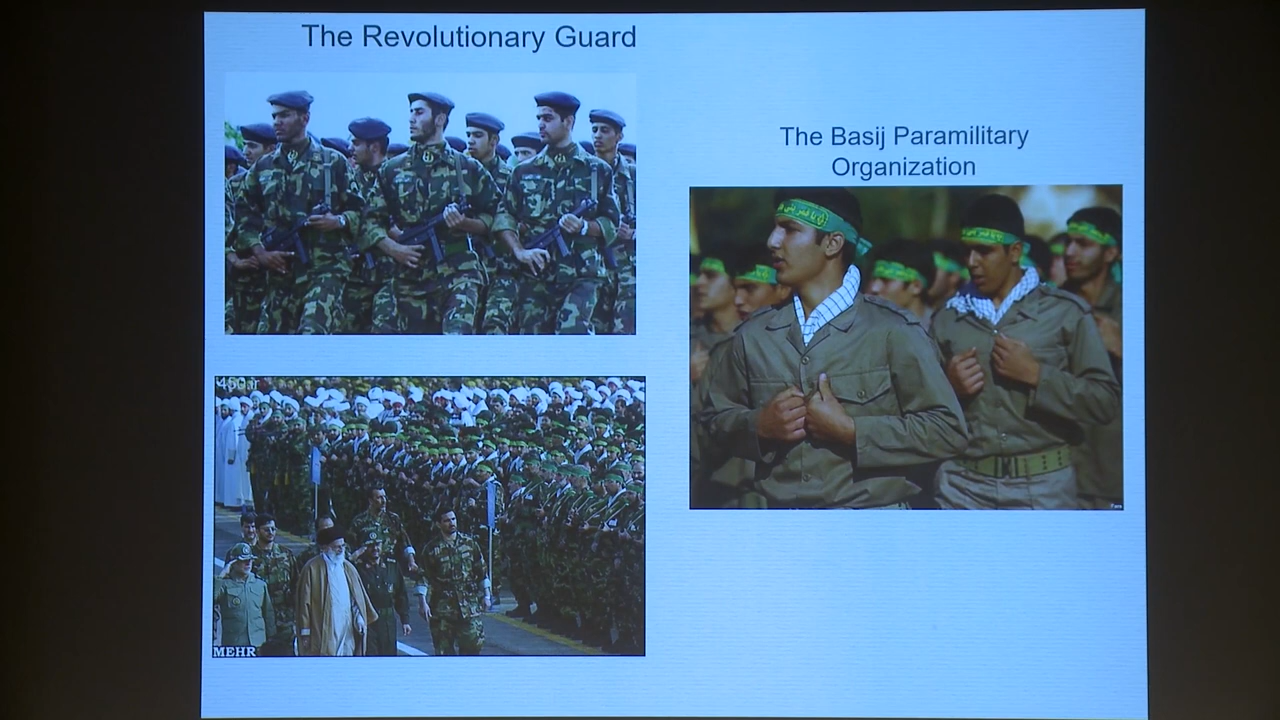 The Revolutionary Guard
The Basij Paramilitary
Organization
MEHR